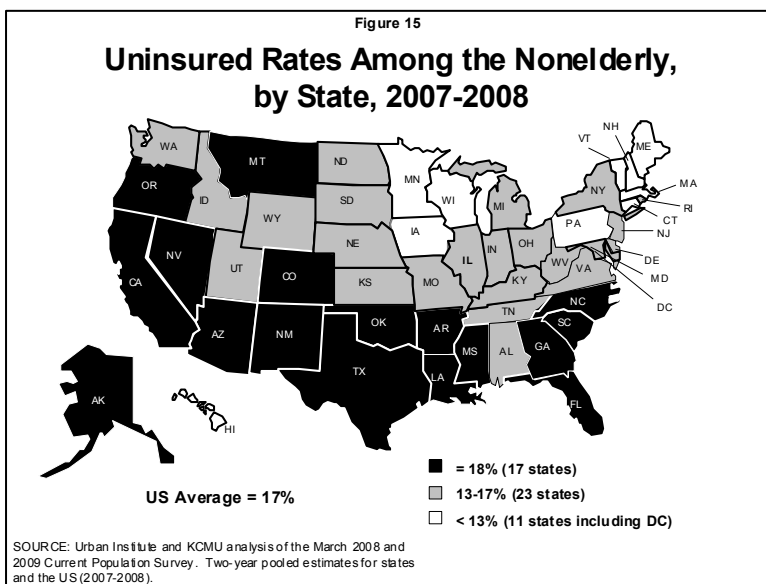 Figure 15
Uninsured Rates Among the Nonelderly,
by State, 2007-2008
NH
VT
WA
MT
ND
MN
ME
OR
ID
SD
WI
MI
NY
MA
RI
WY
PA
CT
IA
NJ
NE
OH
NV
IL
IN
DE
UT
CO
WV
VA
MD
CA
KS
MO
KY
DC
NC
TN
OK
AR
SC
AZ
NM
MS
AL
GA
TX
LA
AK
FL
HI
= 18% (17 states)
US Average = 17%
13-17% (23 states)
< 13% (11 states including DC)
SOURCE: Urban Institute and KCMU analysis of the March 2008 and
2009 Current Population Survey. Two-year pooled estimates for states
and the US (2007-2008).